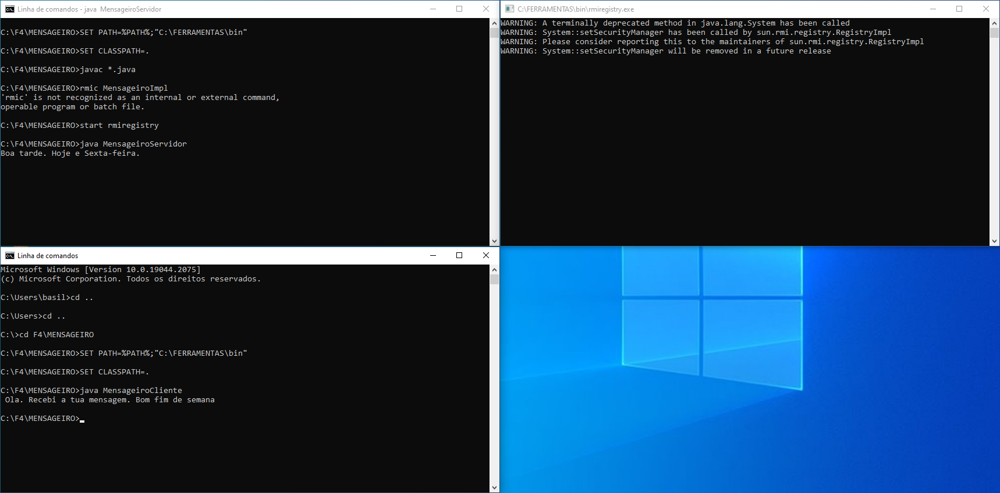 Linha de comandos - java  MensageiroServidor
C:\F4\MENSAGEIRO>SET PATH=%PATH%;"C:\FERRAMENTAS\bin"
C:\F4\MENSAGEIRO>SET CLASSPATH=.
C:\F4\MENSAGEIRO>javac *.java
C:\F4\MENSAGEIRO>rmic MensageiroImpl
'rmic' is not recognized as an internal or external command,
operable program or batch file.
C:\F4\MENSAGEIRO>start rmiregistry
C:\F4\MENSAGEIRO>java MensageiroServidor
Boa tarde. Hoje e Sexta-feira.
C:\FERRAMENTAS\bin\rmiregistry.exe
WARNING: A terminally deprecated method in java.lang.System has been called
WARNING: System::setSecurityManager has been called by sun.rmi.registry.RegistryImpl
WARNING: Please consider reporting this to the maintainers of sun.rmi.registry.RegistryImpl
WARNING: System::setSecurityManager will be removed in a future release
Linha de comandos
Microsoft Windows [Version 10.0.19044.2075]
(c) Microsoft Corporation. Todos os direitos reservados.
C:\Users\basil>cd ..
C:\Users>cd ..
C:\>cd F4\MENSAGEIRO
C:\F4\MENSAGEIRO>SET PATH=%PATH%;"C:\FERRAMENTAS\bin"
C:\F4\MENSAGEIRO>SET CLASSPATH=.
C:\F4\MENSAGEIRO>java MensageiroCliente
 Ola. Recebi a tua mensagem. Bom fim de semana
C:\F4\MENSAGEIRO>